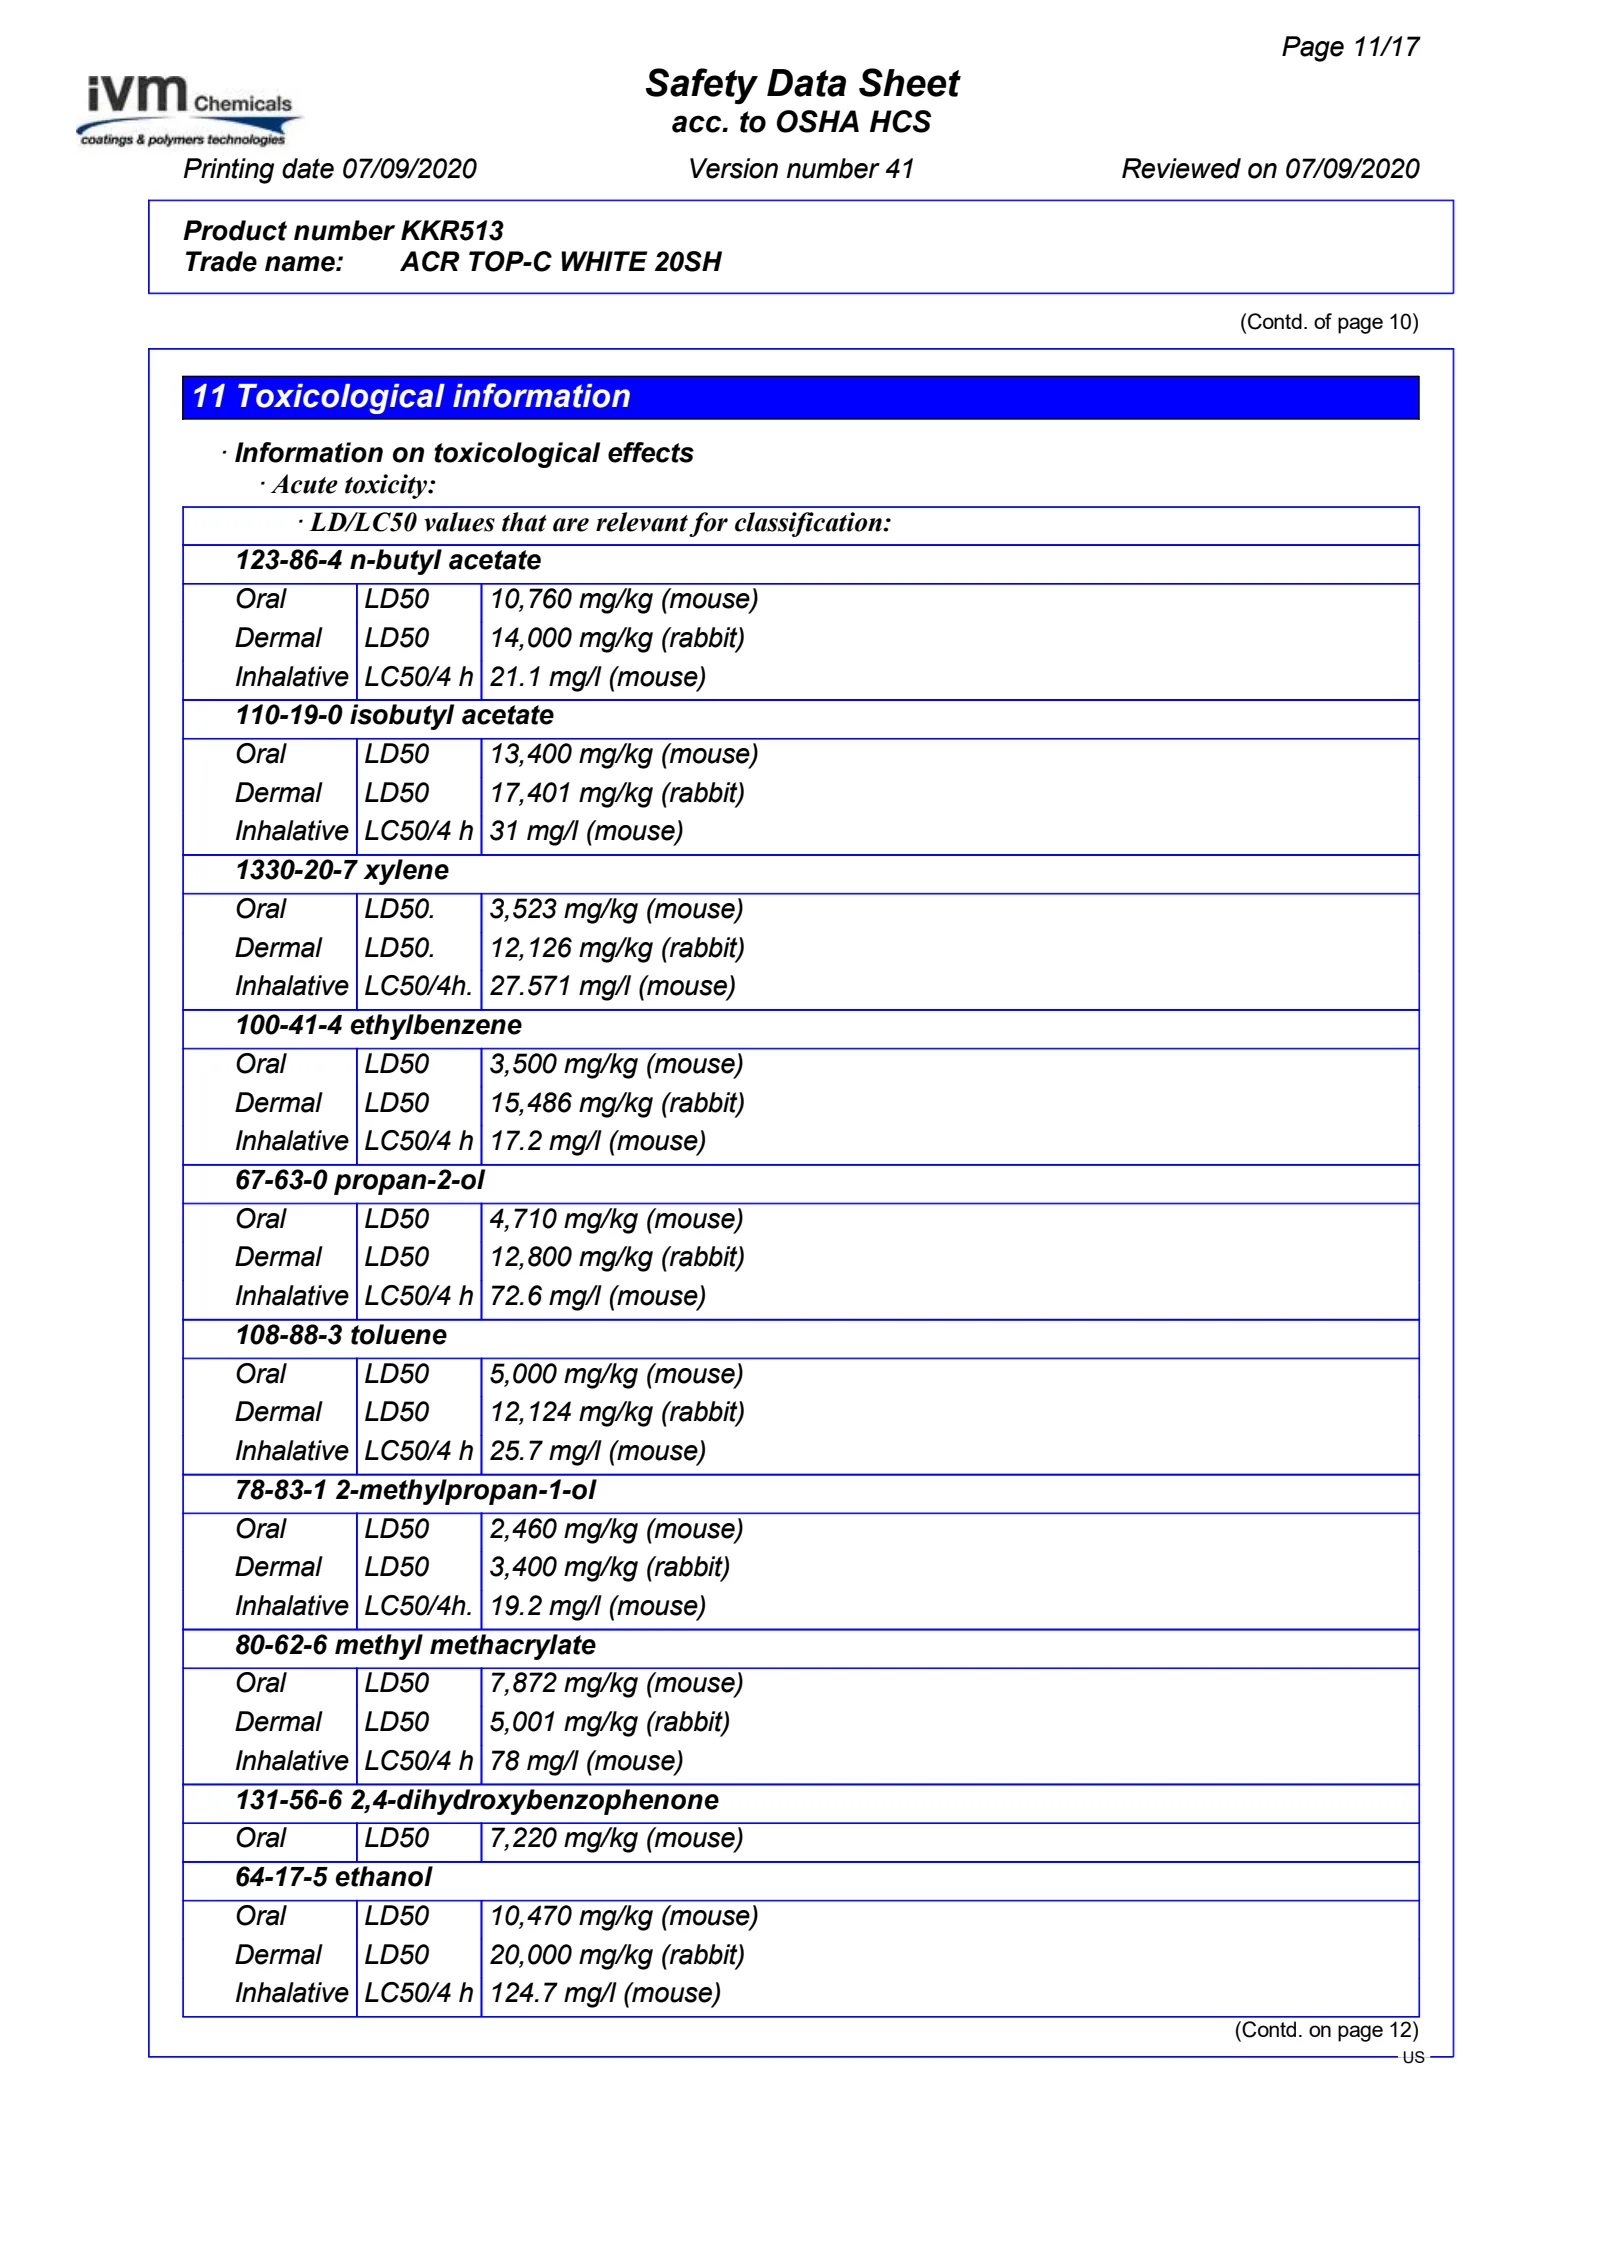 Page 11/17
ivm Chemicals
coatings & polymers technologies
Safety Data Sheet
acc. to OSHA HCS
Printing date 07/09/2020 Version number 41 Reviewed on 07/09/2020
Product number KKR513
Trade name: ACR TOP-C WHITE 20SH
(Contd. of page 10)
11 Toxicological information
· Information on toxicological effects
· Acute toxicity:
· LD/LC50 values that are relevant for classification:
123-86-4 n-butyl acetate
Oral LD50 10,760 mg/kg (mouse)
Dermal LD50 14,000 mg/kg (rabbit)
Inhalative LC50/4 h 21.1 mg/l (mouse)
110-19-0 isobutyl acetate
Oral LD50 13,400 mg/kg (mouse)
Dermal LD50 17,401 mg/kg (rabbit)
Inhalative LC50/4 h 31 mg/l (mouse)
1330-20-7 xylene
Oral LD50. 3,523 mg/kg (mouse)
Dermal LD50. 12,126 mg/kg (rabbit)
Inhalative LC50/4h. 27.571 mg/l (mouse)
100-41-4 ethylbenzene
Oral LD50 3,500 mg/kg (mouse)
Dermal LD50 15,486 mg/kg (rabbit)
Inhalative LC50/4 h 17.2 mg/l (mouse)
67-63-0 propan-2-ol
Oral LD50 4,710 mg/kg (mouse)
Dermal LD50 12,800 mg/kg (rabbit)
Inhalative LC50/4 h 72.6 mg/l (mouse)
108-88-3 toluene
Oral LD50 5,000 mg/kg (mouse)
Dermal LD50 12,124 mg/kg (rabbit)
Inhalative LC50/4 h 25.7 mg/l (mouse)
78-83-1 2-methylpropan-1-ol
Oral LD50 2,460 mg/kg (mouse)
Dermal LD50 3,400 mg/kg (rabbit)
Inhalative LC50/4h. 19.2 mg/l (mouse)
80-62-6 methyl methacrylate
Oral LD50 7,872 mg/kg (mouse)
Dermal LD50 5,001 mg/kg (rabbit)
Inhalative LC50/4 h 78 mg/l (mouse)
131-56-6 2,4-dihydroxybenzophenone
Oral LD50 7,220 mg/kg (mouse)
64-17-5 ethanol
Oral LD50 10,470 mg/kg (mouse)
Dermal LD50 20,000 mg/kg (rabbit)
Inhalative LC50/4 h 124.7 mg/l (mouse)
(Contd. on page 12)
US